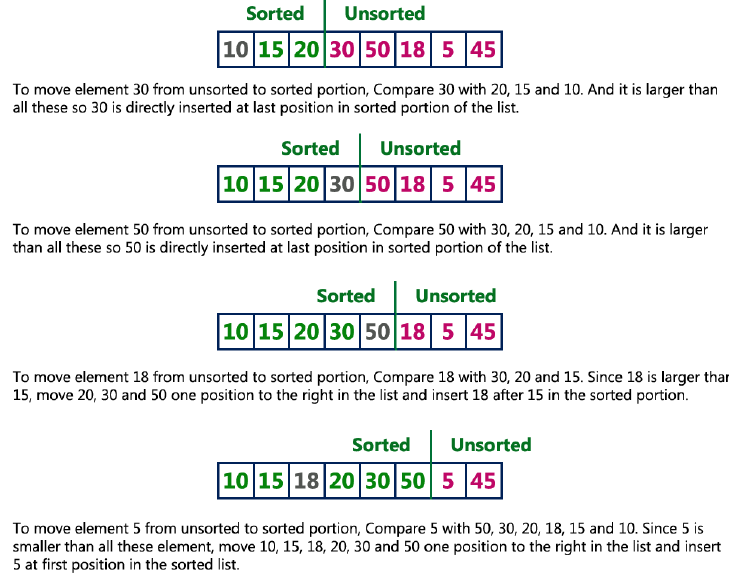 Sorted Unsorted
10 15 20 30 50 18 5 45
To move element 30 from unsorted to sorted portion, Compare 30 with 20, 15 and 10. And it is larger than
all these so 30 is directly inserted at last position in sorted portion of the list.
Sorted Unsorted
10 15 20 30 50 18 5 45
To move element 50 from unsorted to sorted portion, Compare 50 with 30, 20, 15 and 10. And it is larger
than all these so 50 is directly inserted at last position in sorted portion of the list.
Sorted Unsorted
10 15 20 30 50 18 5 45
To move element 18 from unsorted to sorted portion, Compare 18 with 30, 20 and 15. Since 18 is larger than
15, move 20, 30 and 50 one position to the right in the list and insert 18 after 15 in the sorted portion.
Sorted Unsorted
10 15 18 20 30 50 5 45
To move element 5 from unsorted to sorted portion, Compare 5 with 50, 30, 20, 18, 15 and 10. Since 5 is
smaller than all these element, move 10, 15, 18, 20, 30 and 50 one position to the right in the list and insert
5 at first position in the sorted list.